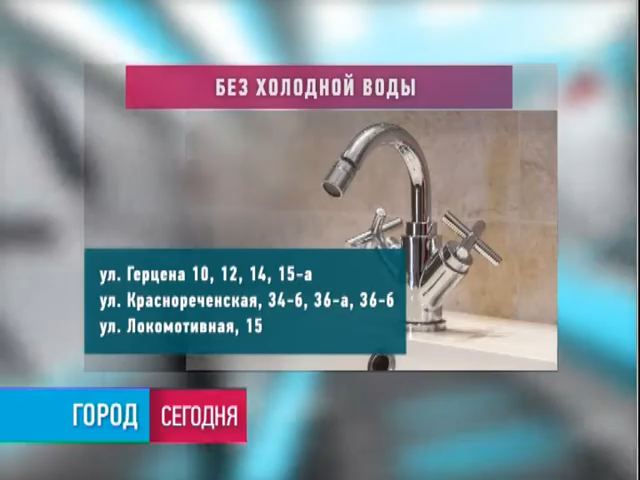 БЕЗ ХОЛОДНОЙ ВОДЫ
ул. Герцена 10, 12, 14, 15-а
ул. Краснореченская, 34-б, 36-а, 36-б
ул. Локомотивная, 15
ГОРОД СЕГОДНЯ